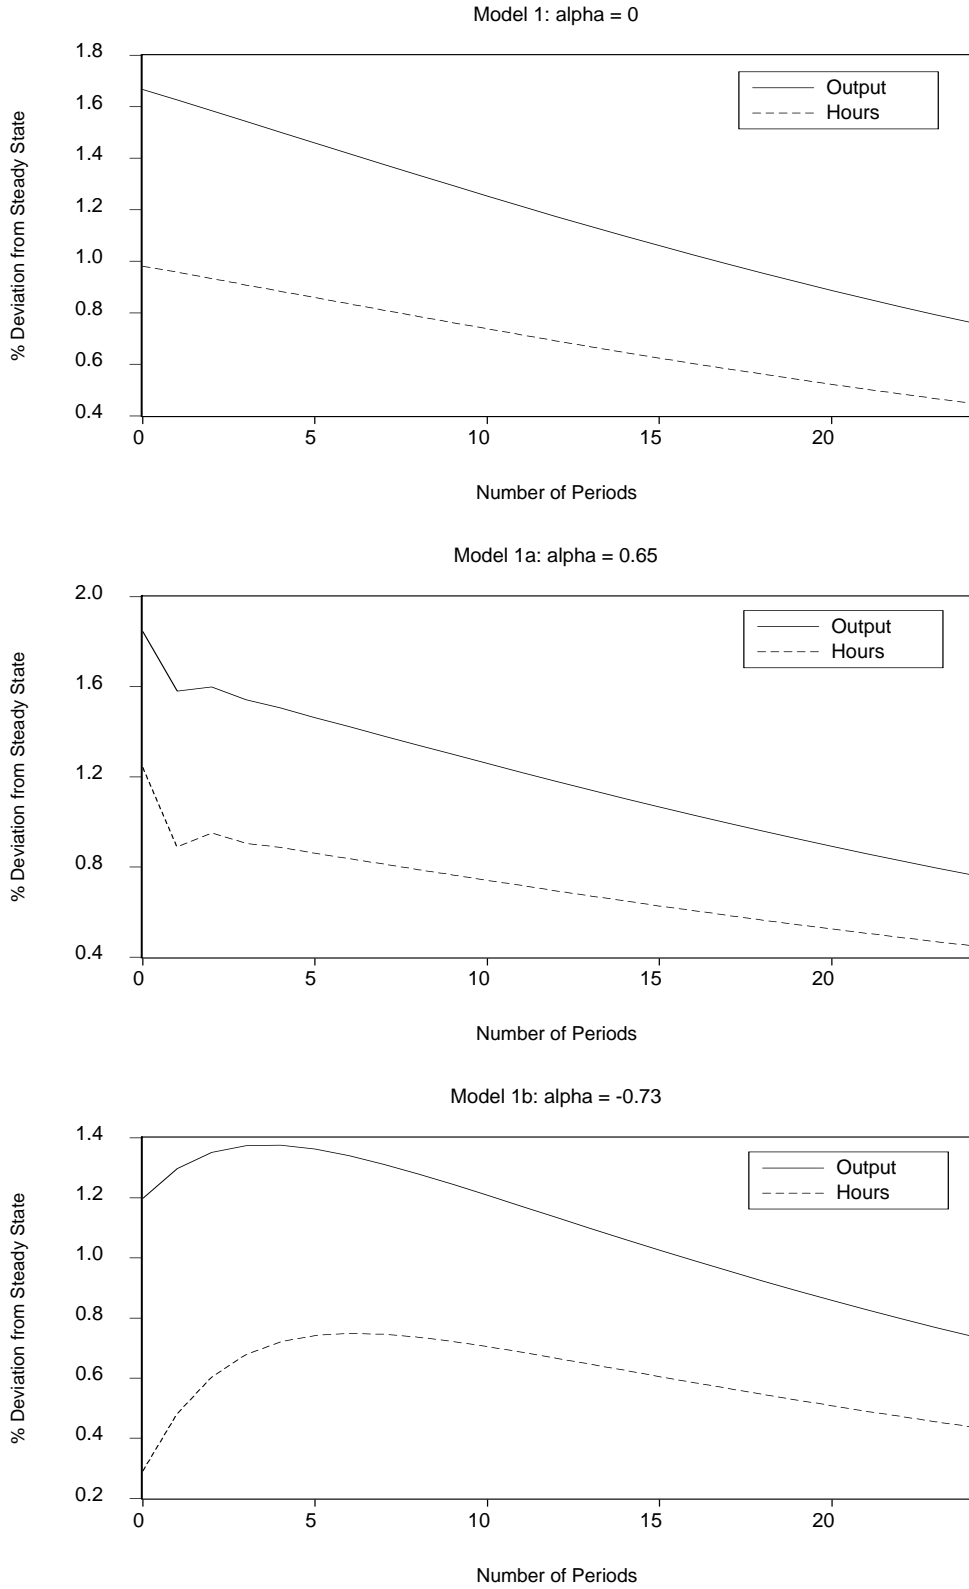 Model 1: alpha = 0
% Deviation from Steady State
1.8
1.6
1.4
1.2
1.0
0.8
0.6
0.4
Output
Hours
0 5 10 15 20
Number of Periods
Model 1a: alpha = 0.65
% Deviation from Steady State
2.0
1.6
1.2
0.8
0.4
Output
Hours
0 5 10 15 20
Number of Periods
Model 1b: alpha = -0.73
% Deviation from Steady State
1.4
1.2
1.0
0.8
0.6
0.4
0.2
Output
Hours
0 5 10 15 20
Number of Periods